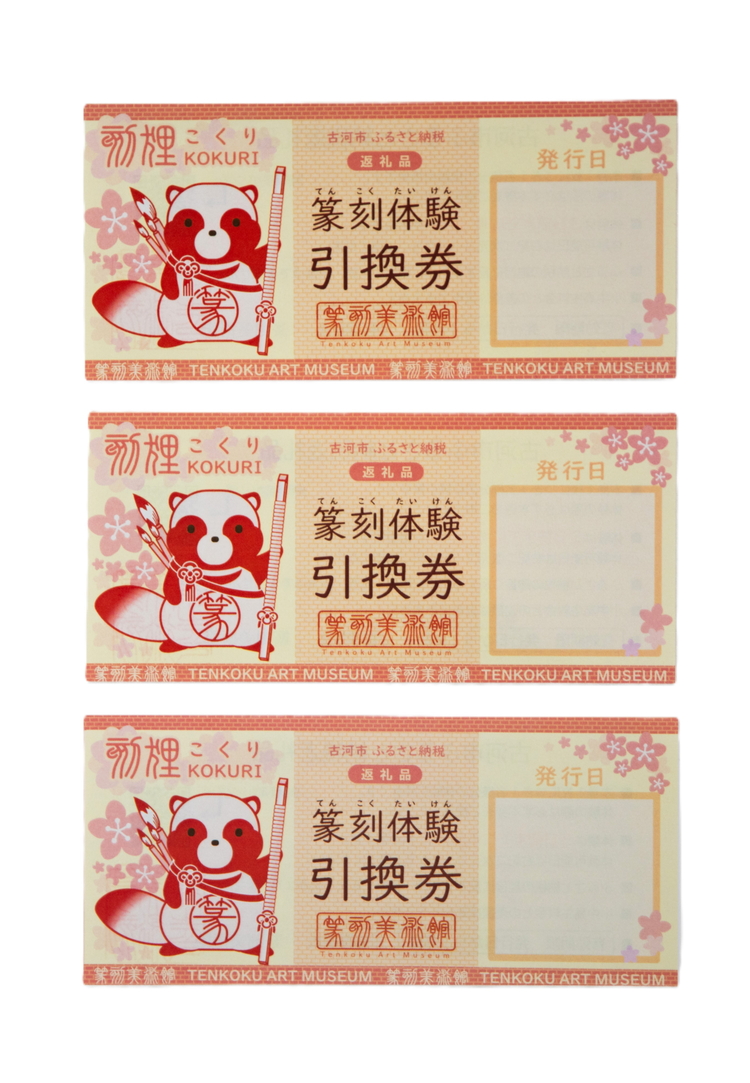 刻狸 こくり
KOKURI
篆
古河市 ふるさと納税
返礼品
てん こく たい けん
篆刻体験
引換券
篆刻美術館
Tenkoku Art Museum
発行日
篆刻美術館 TENKOKU ART MUSEUM 篆刻美術館 TENKOKU ART MUSEUM
刻狸 こくり
KOKURI
篆
古河市 ふるさと納税
返礼品
てん こく たい けん
篆刻体験
引換券
篆刻美術館
Tenkoku Art Museum
発行日
篆刻美術館 TENKOKU ART MUSEUM 篆刻美術館 TENKOKU ART MUSEUM
刻狸 こくり
KOKURI
篆
古河市 ふるさと納税
返礼品
てん こく たい けん
篆刻体験
引換券
篆刻美術館
Tenkoku Art Museum
発行日
篆刻美術館 TENKOKU ART MUSEUM 篆刻美術館 TENKOKU ART MUSEUM